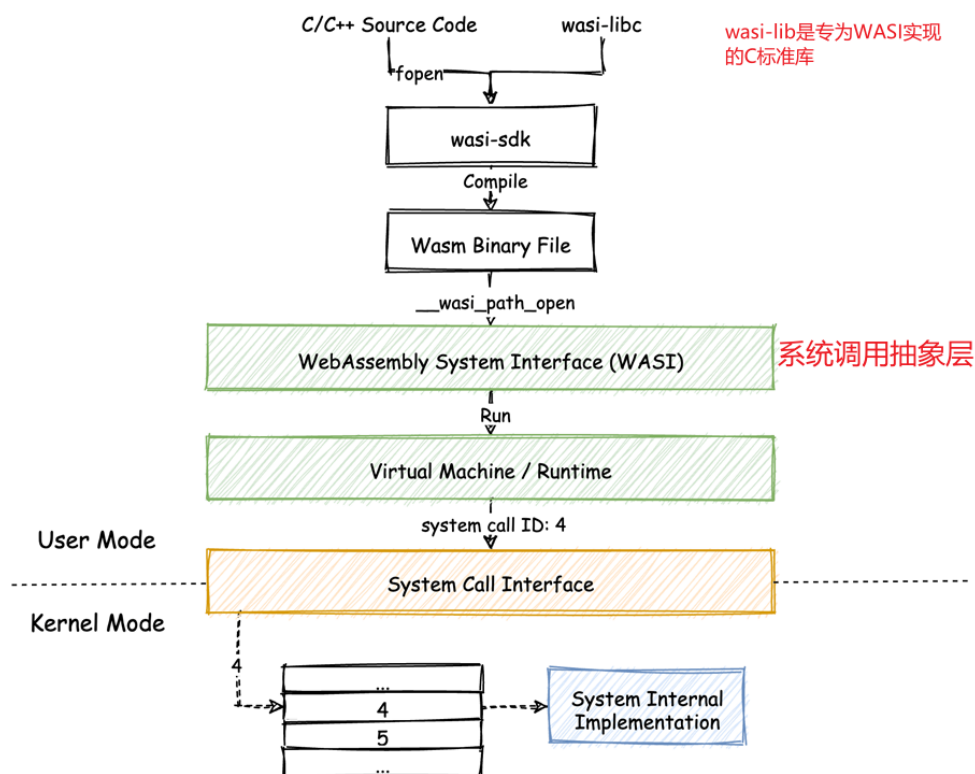 C/C++ Source Code
wasi-libc
wasi-lib是专为WASI实现
的C标准库
fopen
wasi-sdk
Compile
Wasm Binary File
__wasi_path_open
WebAssembly System Interface (WASI)
系统调用抽象层
Run
Virtual Machine / Runtime
system call ID: 4
User Mode
System Call Interface
Kernel Mode
4
...
4
5
...
System Internal
Implementation